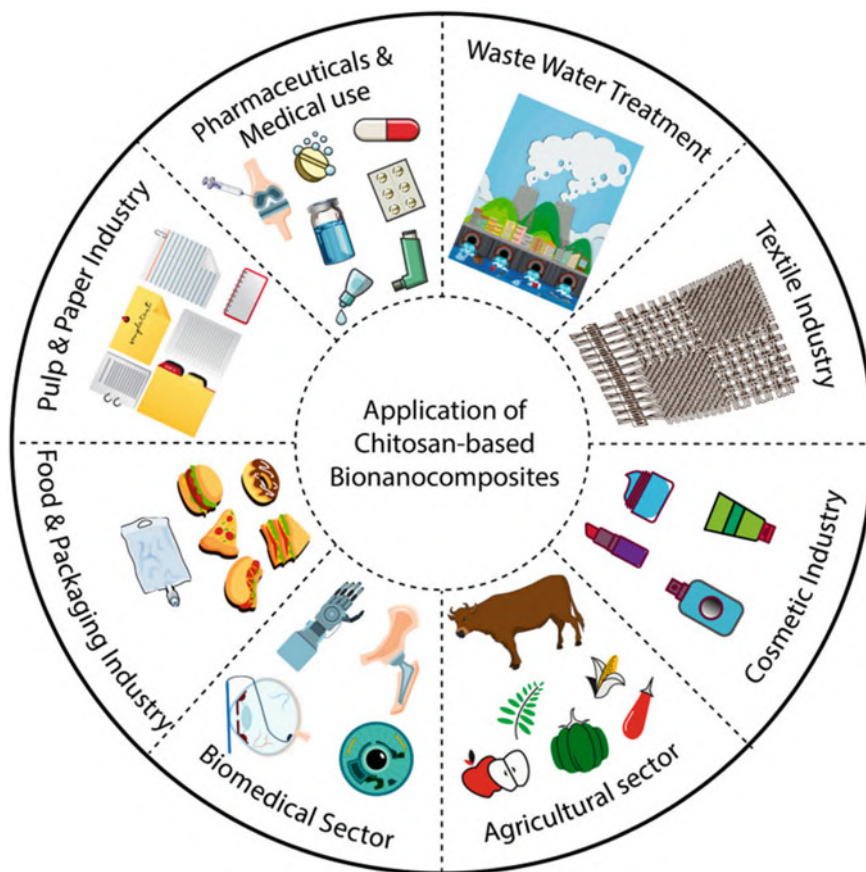 Pharmaceuticals &
Medical use
Waste Water Treatment
Textile Industry
Cosmetic Industry
Agricultural sector
Biomedical Sector
Food & Packaging Industry
Pulp & Paper Industry
Application of
Chitosan-based
Bionanocomposites